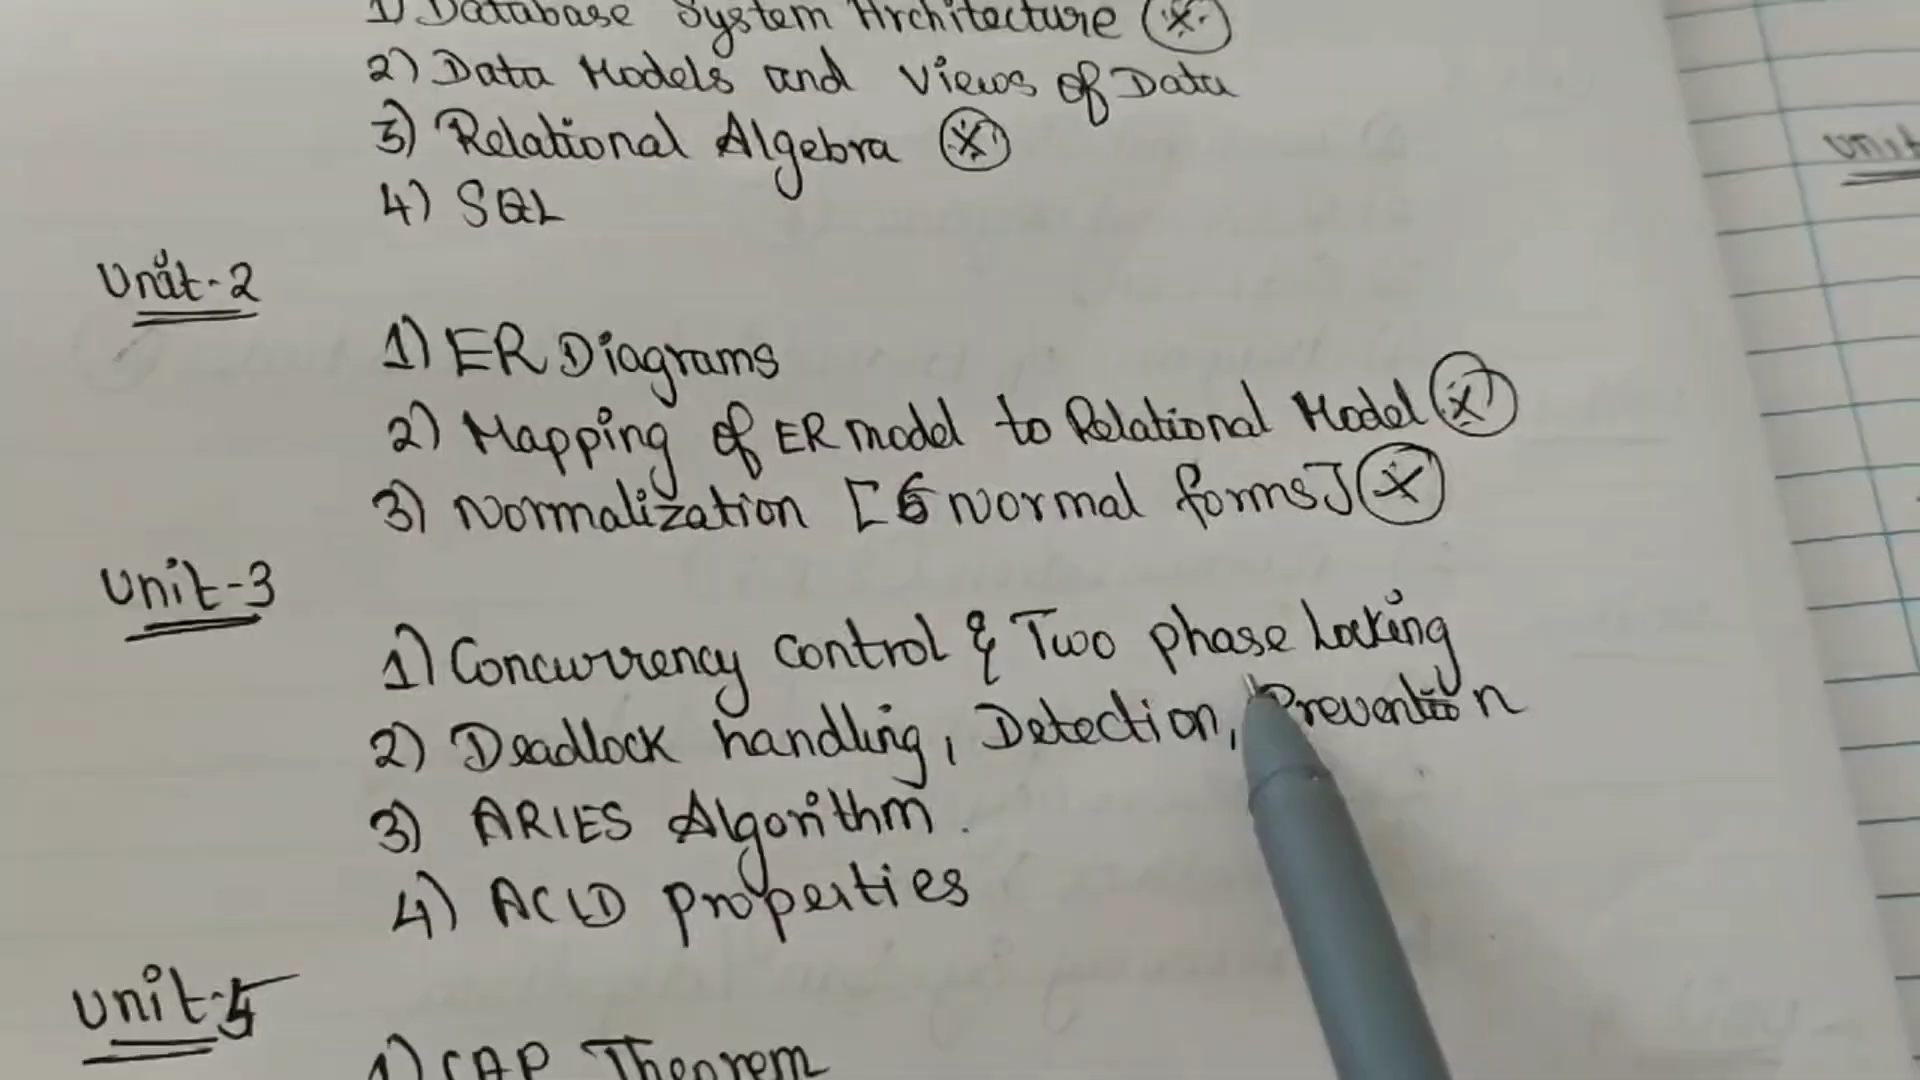 1) Database System Architecture
2) Data Models and Views of Data
3) Relational Algebra
4) SQL
Unit-2
1) ER Diagrams
2) Mapping of ER model to Relational Model
3) Normalization [6 Normal forms]
Unit-3
1) Concurrency control & Two phase Locking
2) Deadlock handling, Detection, Prevention
3) ARIES Algorithm.
4) ACID properties
Unit-5
1) CAP Theorem
Unit